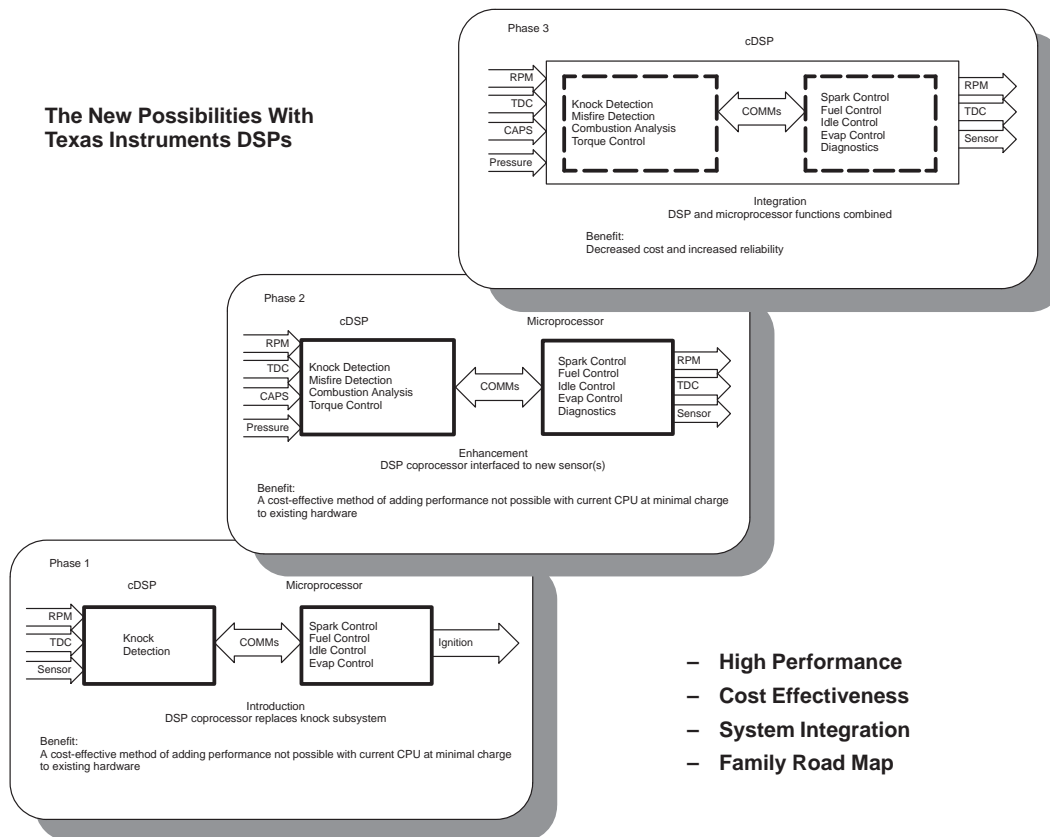 The New Possibilities With
Texas Instruments DSPs
Phase 3
cDSP
RPM
TDC
CAPS
Pressure
Knock Detection
Misfire Detection
Combustion Analysis
Torque Control
COMMs
Spark Control
Fuel Control
Idle Control
Evap Control
Diagnostics
RPM
TDC
Sensor
Integration
DSP and microprocessor functions combined
Benefit:
Decreased cost and increased reliability
Phase 2
cDSP
Microprocessor
RPM
TDC
CAPS
Pressure
Knock Detection
Misfire Detection
Combustion Analysis
Torque Control
COMMs
Spark Control
Fuel Control
Idle Control
Evap Control
Diagnostics
RPM
TDC
Sensor
Enhancement
DSP coprocessor interfaced to new sensor(s)
Benefit:
A cost-effective method of adding performance not possible with current CPU at minimal charge
to existing hardware
Phase 1
cDSP
Microprocessor
RPM
TDC
Sensor
Knock
Detection
COMMs
Spark Control
Fuel Control
Idle Control
Evap Control
Ignition
Introduction
DSP coprocessor replaces knock subsystem
Benefit:
A cost-effective method of adding performance not possible with current CPU at minimal charge
to existing hardware
– High Performance
– Cost Effectiveness
– System Integration
– Family Road Map